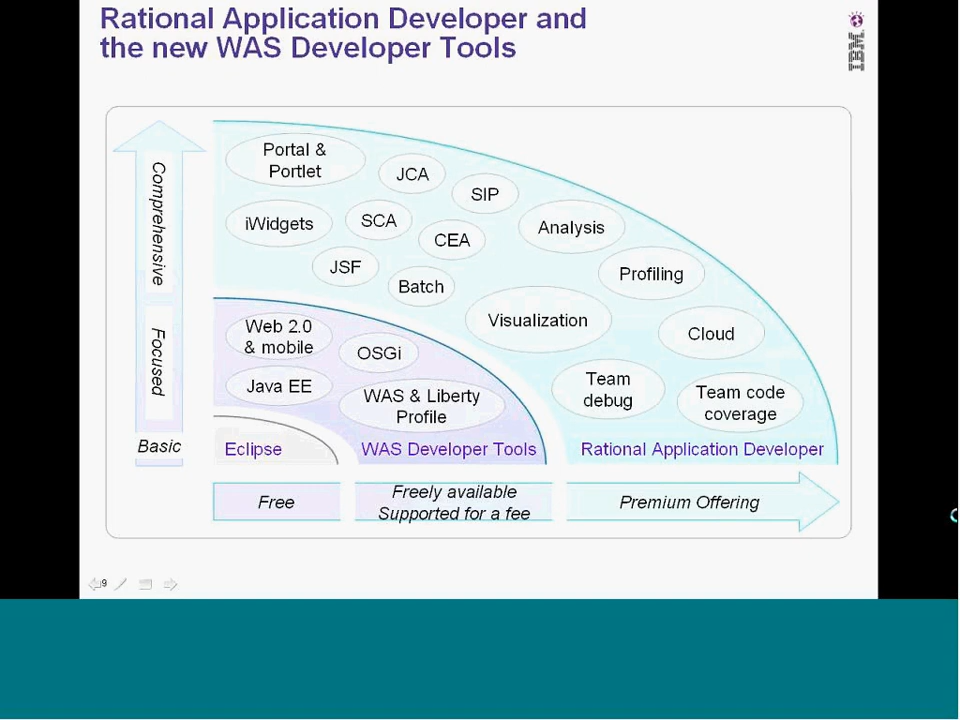 Rational Application Developer and
the new WAS Developer Tools
IBM
Comprehensive
Focused
Basic
Portal &
Portlet
JCA
SIP
iWidgets
SCA
CEA
Analysis
JSF
Batch
Profiling
Visualization
Cloud
Web 2.0
& mobile
OSGi
Java EE
WAS & Liberty
Profile
Team
debug
Team code
coverage
Eclipse
WAS Developer Tools
Rational Application Developer
Free
Freely available
Supported for a fee
Premium Offering
9